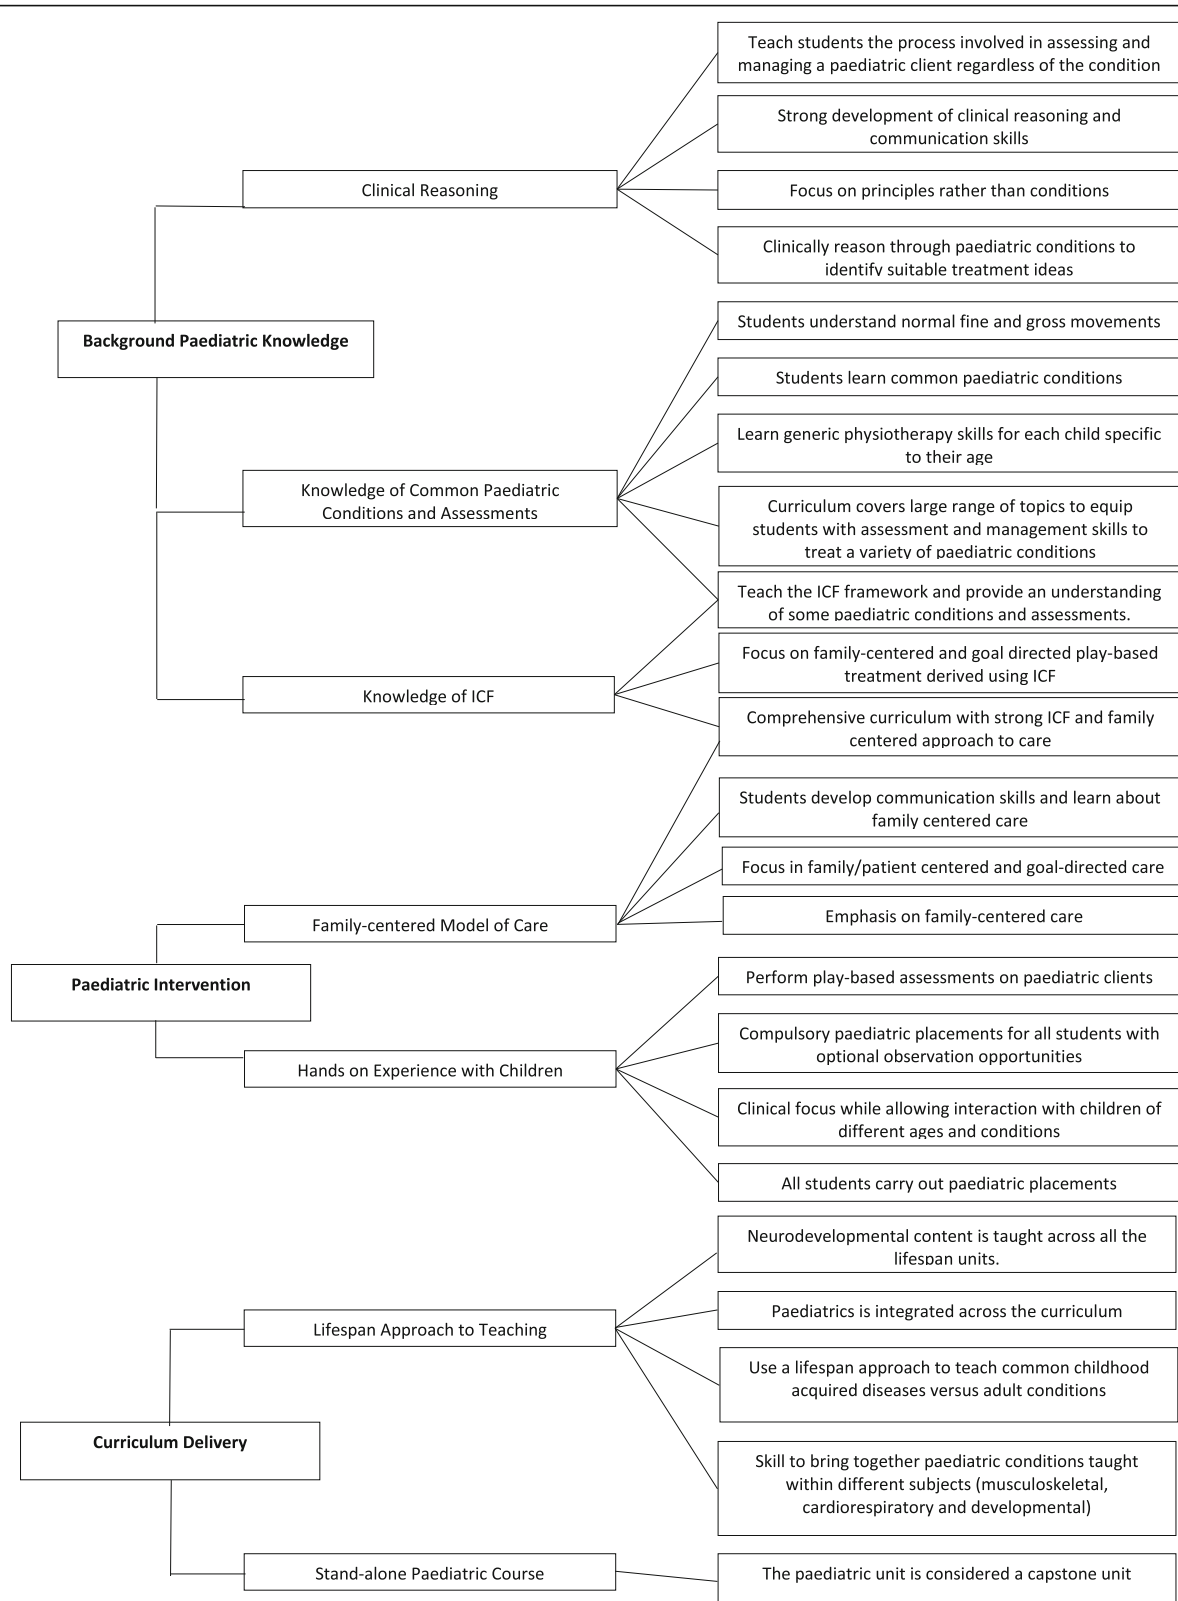 Teach students the process involved in assessing and
managing a paediatric client regardless of the condition
Strong development of clinical reasoning and
communication skills
Clinical Reasoning
Focus on principles rather than conditions
Clinically reason through paediatric conditions to
identify suitable treatment ideas
Background Paediatric Knowledge
Students understand normal fine and gross movements
Students learn common paediatric conditions
Learn generic physiotherapy skills for each child specific
to their age
Knowledge of Common Paediatric
Conditions and Assessments
Curriculum covers large range of topics to equip
students with assessment and management skills to
treat a variety of paediatric conditions
Teach the ICF framework and provide an understanding
of some paediatric conditions and assessments.
Focus on family-centered and goal directed play-based
treatment derived using ICF
Knowledge of ICF
Comprehensive curriculum with strong ICF and family
centered approach to care
Students develop communication skills and learn about
family centered care
Focus in family/patient centered and goal-directed care
Family-centered Model of Care
Emphasis on family-centered care
Paediatric Intervention
Perform play-based assessments on paediatric clients
Compulsory paediatric placements for all students with
optional observation opportunities
Hands on Experience with Children
Clinical focus while allowing interaction with children of
different ages and conditions
All students carry out paediatric placements
Neurodevelopmental content is taught across all the
lifespan units.
Paediatrics is integrated across the curriculum
Lifespan Approach to Teaching
Use a lifespan approach to teach common childhood
acquired diseases versus adult conditions
Curriculum Delivery
Skill to bring together paediatric conditions taught
within different subjects (musculoskeletal,
cardiorespiratory and developmental)
Stand-alone Paediatric Course
The paediatric unit is considered a capstone unit